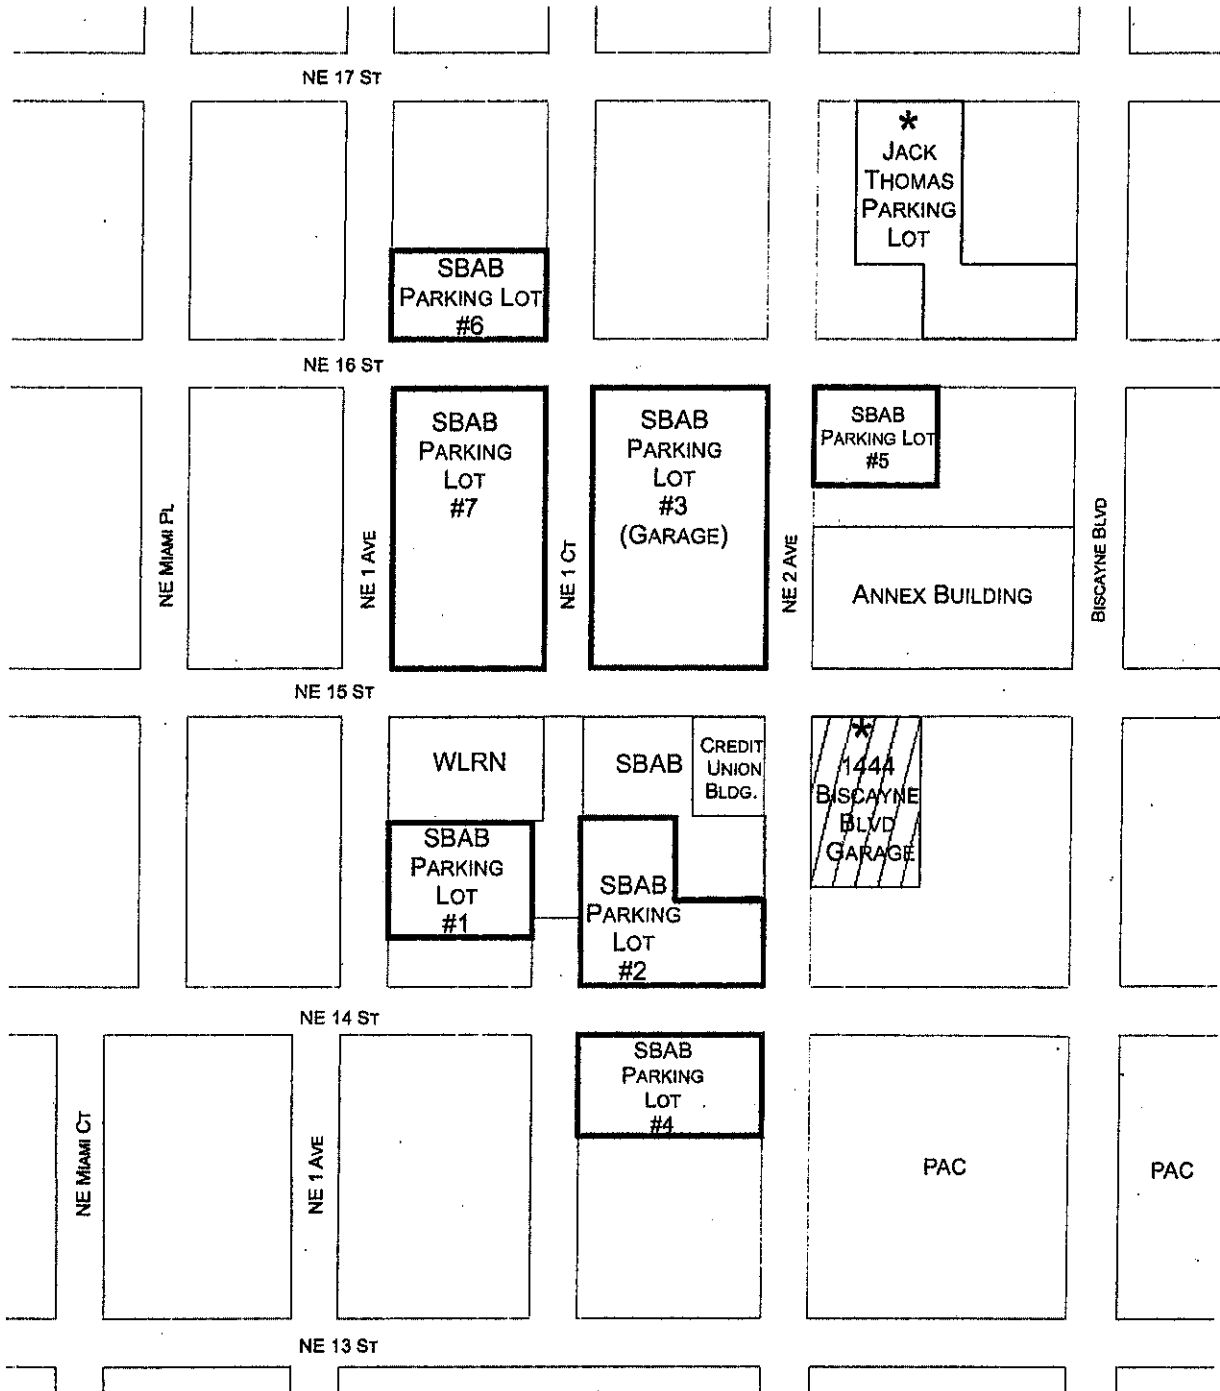 NE 17 ST
*
JACK
THOMAS
PARKING
LOT
SBAB
PARKING LOT
#6
NE 16 ST
SBAB
PARKING
LOT
#7
SBAB
PARKING
LOT
#3
(GARAGE)
SBAB
PARKING LOT
#5
NE MIAMI PL
NE 1 AVE
NE 1 CT
NE 2 AVE
ANNEX BUILDING
BISCAYNE BLVD
NE 15 ST
WLRN
SBAB
CREDIT
UNION
BLDG.
*
1444
BISCAYNE
BLVD
GARAGE
SBAB
PARKING
LOT
#1
SBAB
PARKING
LOT
#2
NE 14 ST
SBAB
PARKING
LOT
#4
NE MIAMI CT
NE 1 AVE
PAC
PAC
NE 13 ST